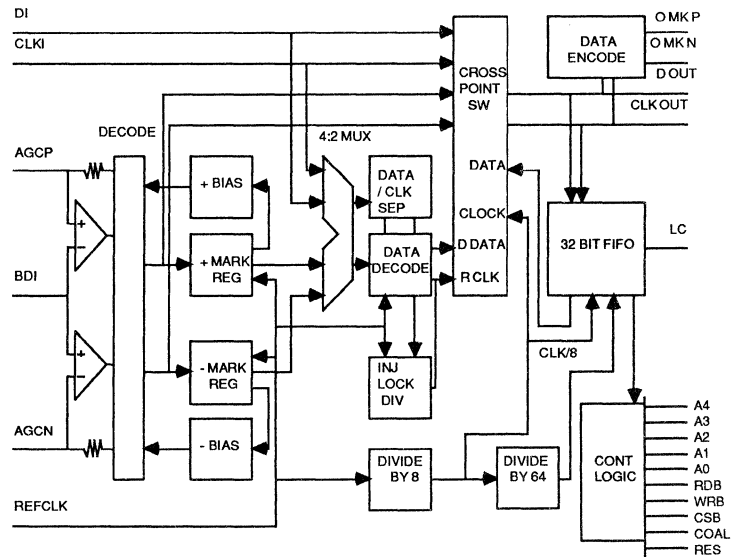 DI
CLKI
AGCP
BDI
AGCN
REFCLK
DECODE
+ BIAS
+ MARK
REG
- MARK
REG
- BIAS
4:2 MUX
DATA
/ CLK
SEP
DATA
DECODE
INJ
LOCK
DIV
DIVIDE
BY 8
DIVIDE
BY 64
CROSS
POINT
SW
DATA
CLOCK
D DATA
R CLK
CLK/8
DATA
ENCODE
32 BIT FIFO
CONT
LOGIC
O MK P
O MK N
D OUT
CLK OUT
LC
A4
A3
A2
A1
A0
RDB
WRB
CSB
COAL
RES
+
−
+
−